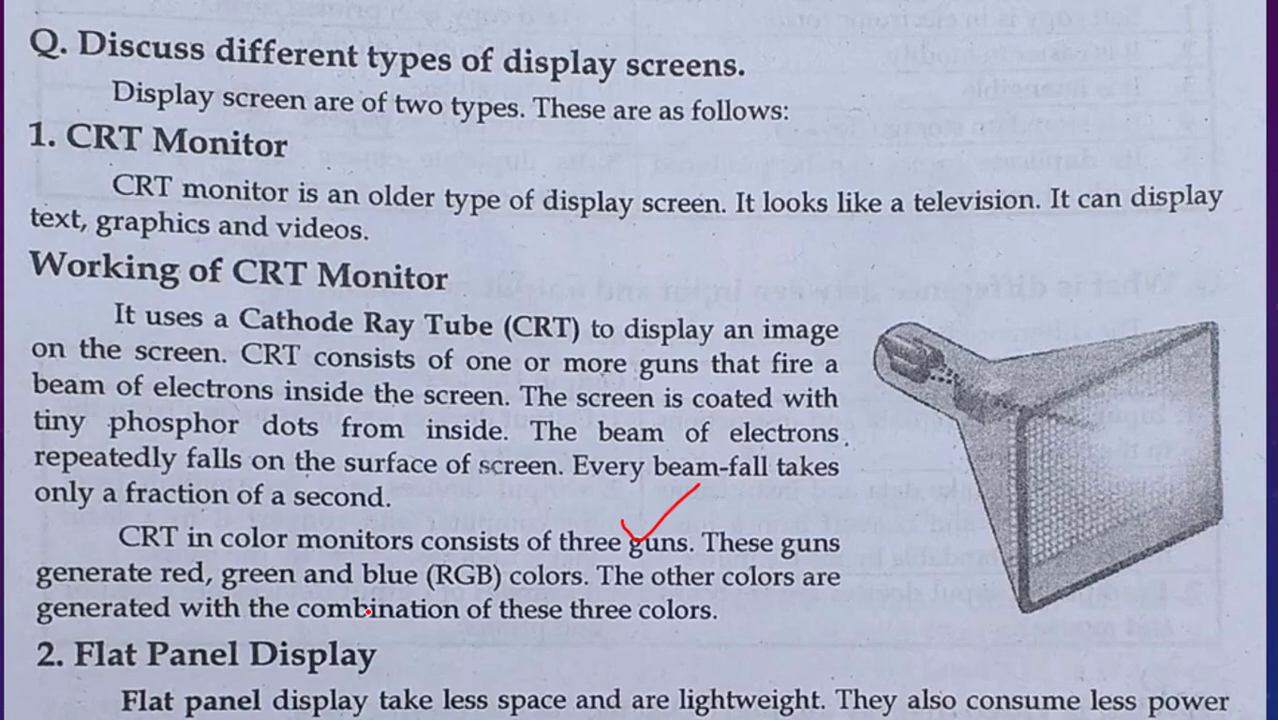 Q. Discuss different types of display screens.
Display screen are of two types. These are as follows:
1. CRT Monitor
CRT monitor is an older type of display screen. It looks like a television. It can display
text, graphics and videos.
Working of CRT Monitor
It uses a Cathode Ray Tube (CRT) to display an image
on the screen. CRT consists of one or more guns that fire a
beam of electrons inside the screen. The screen is coated with
tiny phosphor dots from inside. The beam of electrons
repeatedly falls on the surface of screen. Every beam-fall takes
only a fraction of a second.
CRT in color monitors consists of three guns. These guns
generate red, green and blue (RGB) colors. The other colors are
generated with the combination of these three colors.
2. Flat Panel Display
Flat panel display take less space and are lightweight. They also consume less power